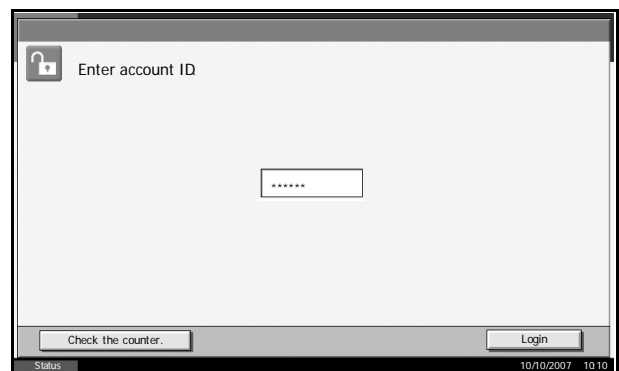 Enter account ID.
******
Check the counter.
Login
Status
10/10/2007 10:10